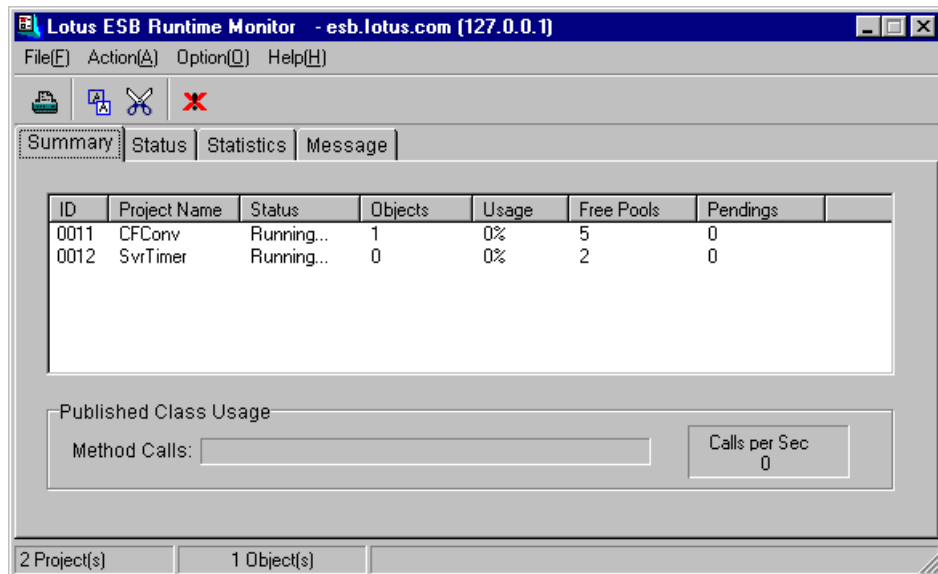 Lotus ESB Runtime Monitor - esb.lotus.com (127.0.0.1)
File(F) Action(A) Option(O) Help(H)
Summary Status Statistics Message
ID Project Name Status Objects Usage Free Pools Pendings
0011 CFConv Running... 1 0% 5 0
0012 SvrTimer Running... 0 0% 2 0
Published Class Usage
Method Calls:
Calls per Sec
0
2 Project(s) 1 Object(s)